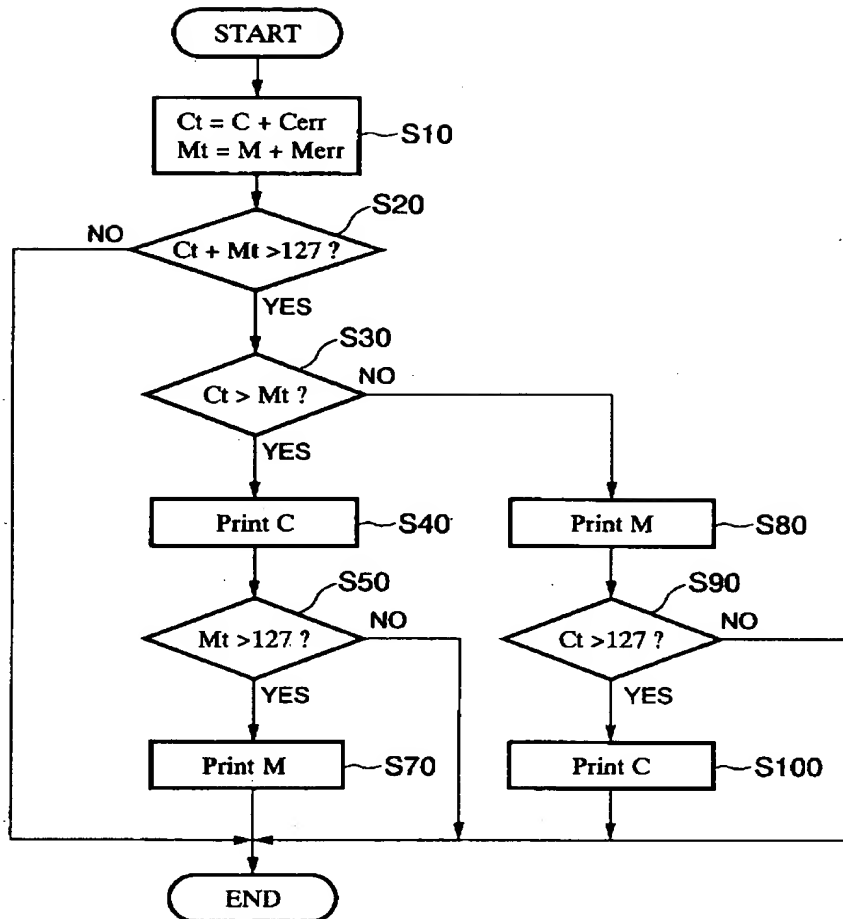 START
Ct = C + Cerr
Mt = M + Merr
S10
S20
NO
Ct + Mt >127 ?
YES
S30
Ct > Mt ?
NO
YES
Print C
S40
Print M
S80
S50
S90
Mt >127 ?
NO
Ct >127 ?
NO
YES
YES
Print M
S70
Print C
S100
END